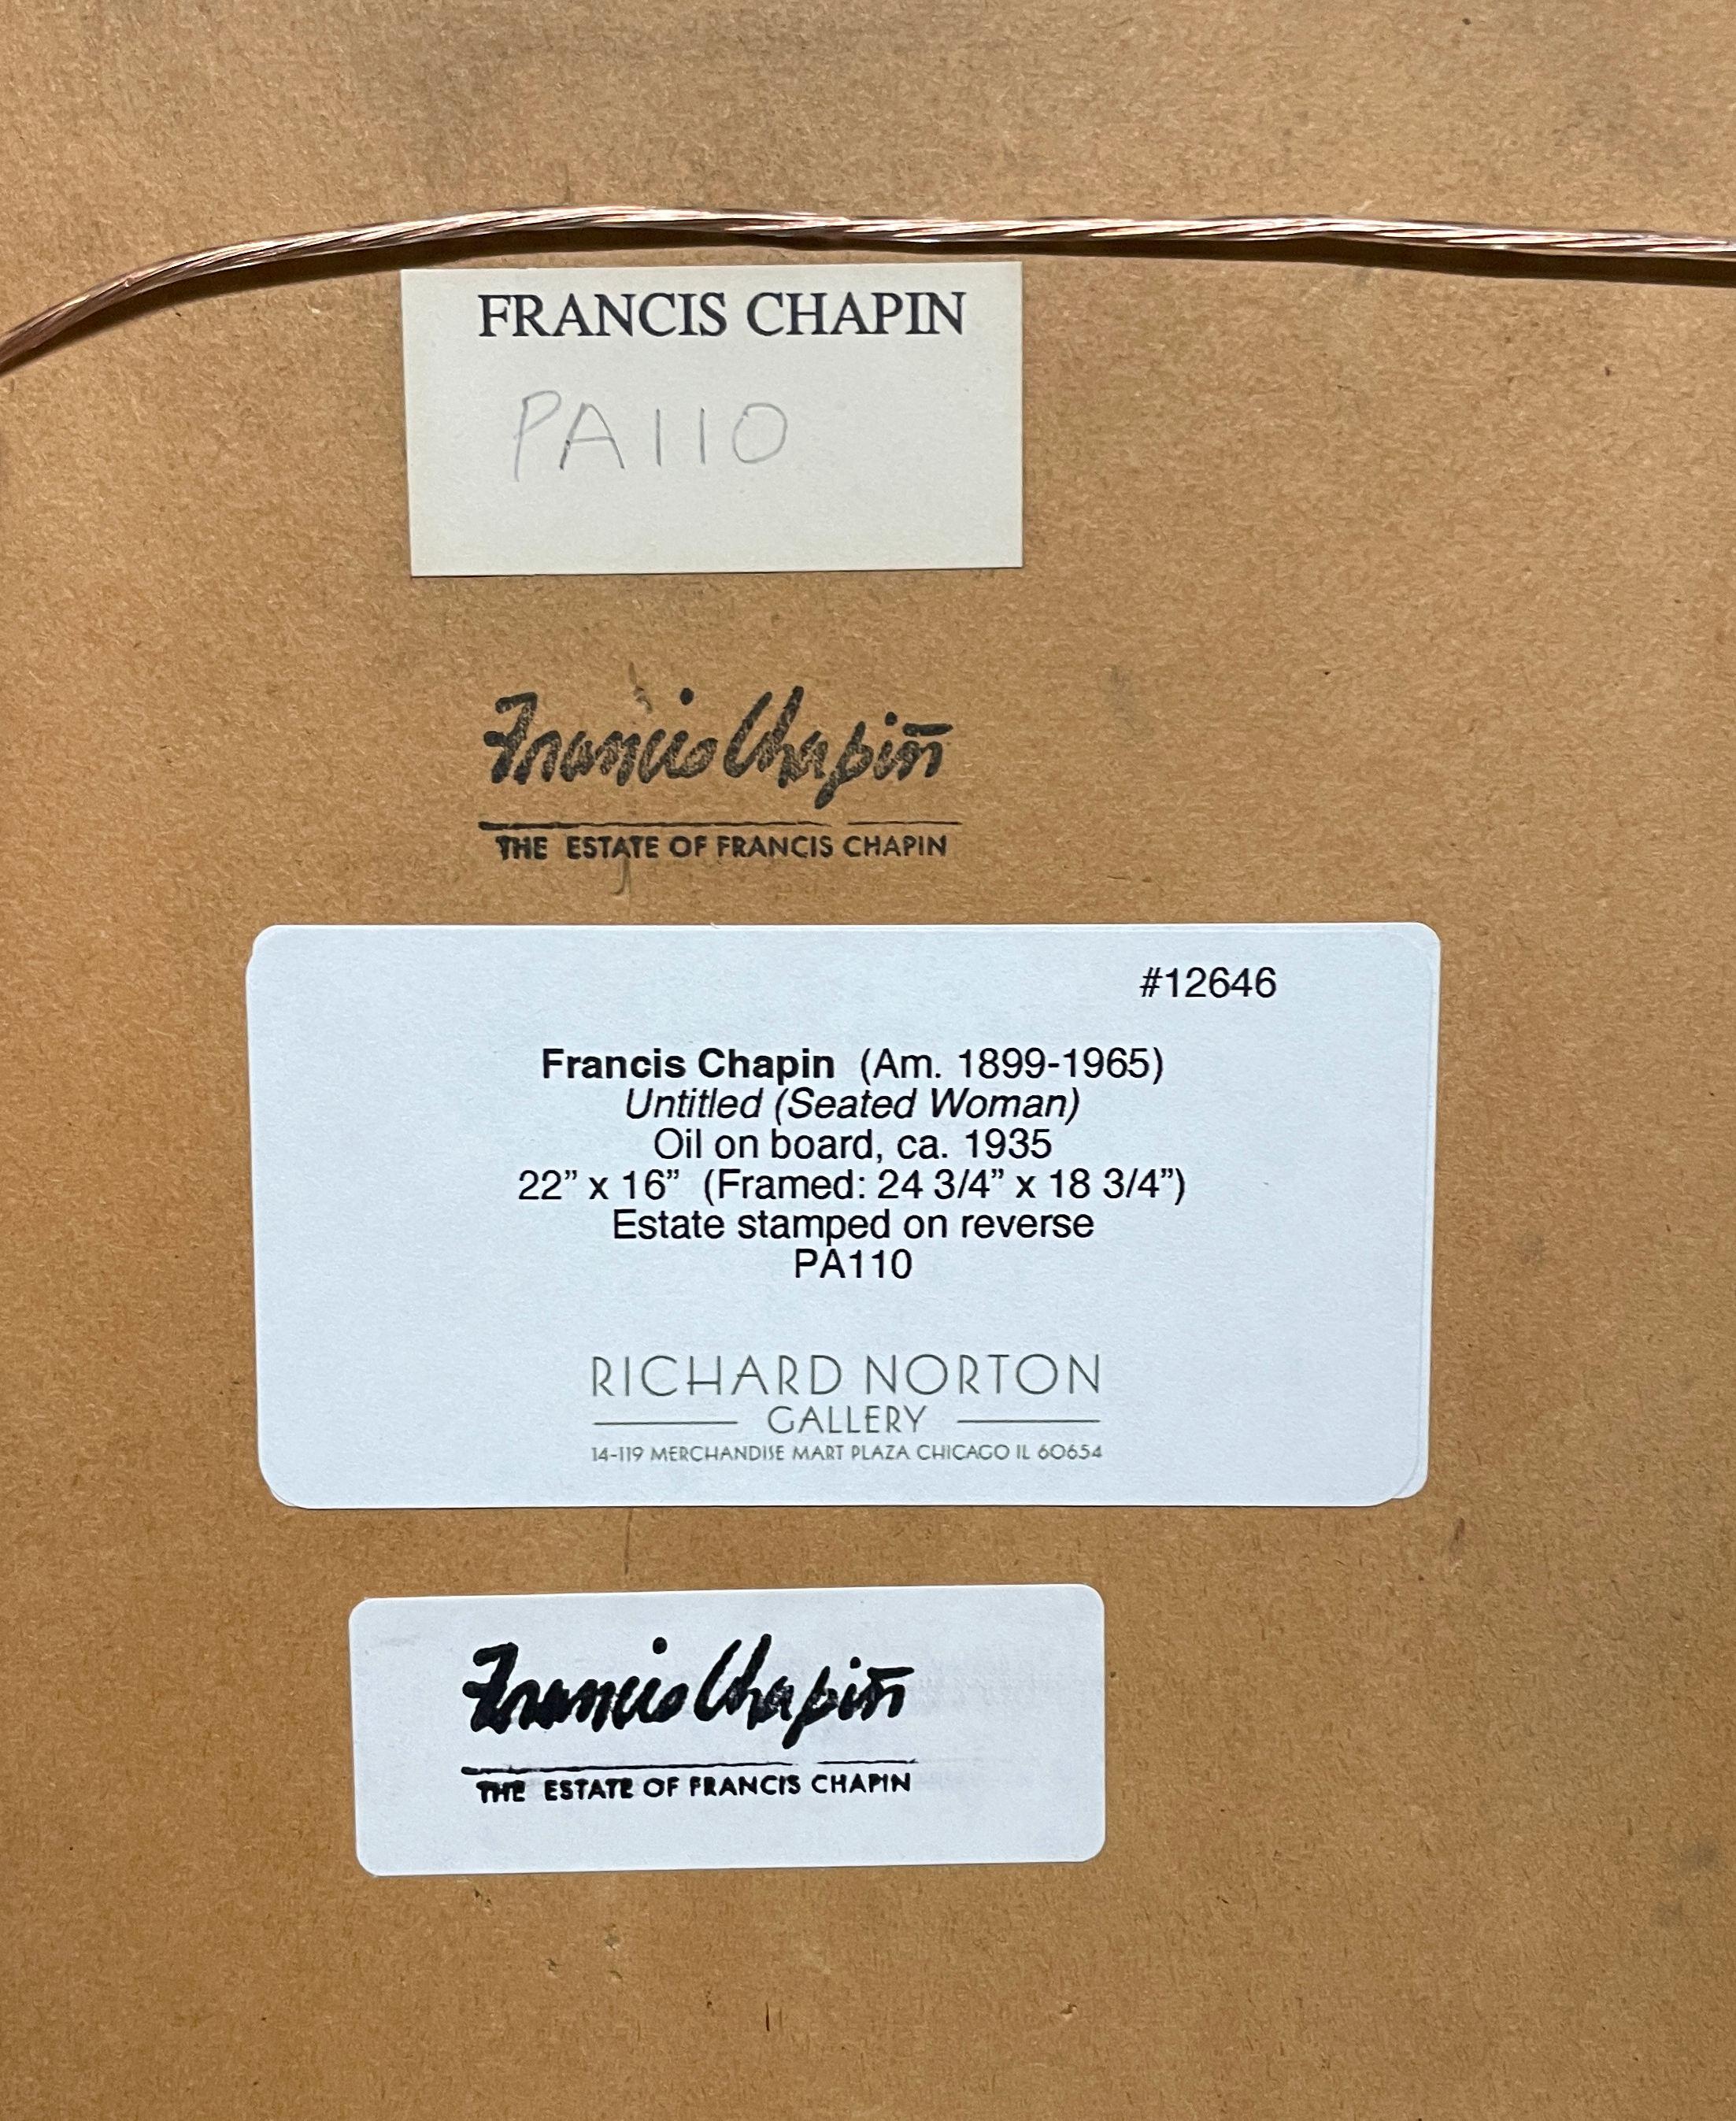 FRANCIS CHAPIN
PA110
Francis Chapin
THE ESTATE OF FRANCIS CHAPIN
#12646
Francis Chapin (Am. 1899-1965)
Untitled (Seated Woman)
Oil on board, ca. 1935
22” x 16” (Framed: 24 3/4” x 18 3/4”)
Estate stamped on reverse
PA110
RICHARD NORTON
GALLERY
14-119 MERCHANDISE MART PLAZA CHICAGO IL 60654
Francis Chapin
THE ESTATE OF FRANCIS CHAPIN